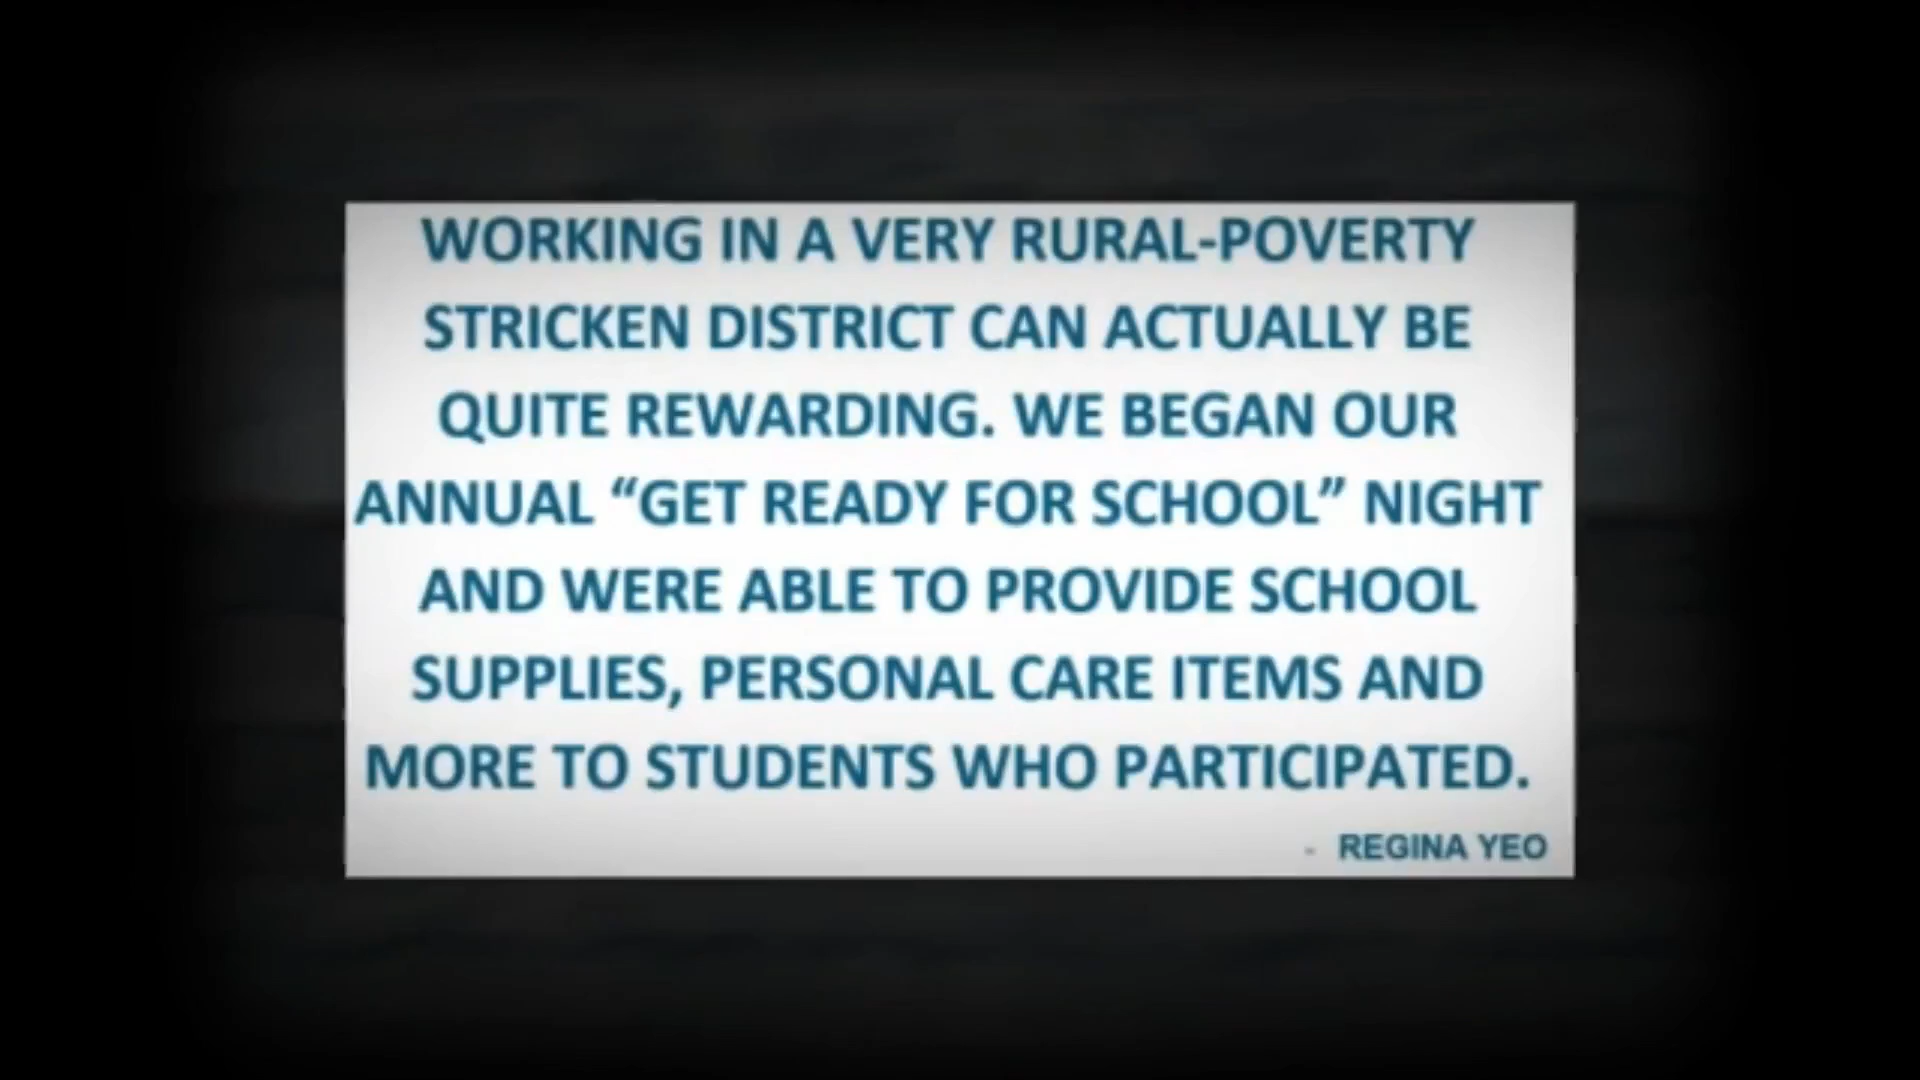 WORKING IN A VERY RURAL-POVERTY
STRICKEN DISTRICT CAN ACTUALLY BE
QUITE REWARDING. WE BEGAN OUR
ANNUAL “GET READY FOR SCHOOL” NIGHT
AND WERE ABLE TO PROVIDE SCHOOL
SUPPLIES, PERSONAL CARE ITEMS AND
MORE TO STUDENTS WHO PARTICIPATED.
- REGINA YEO